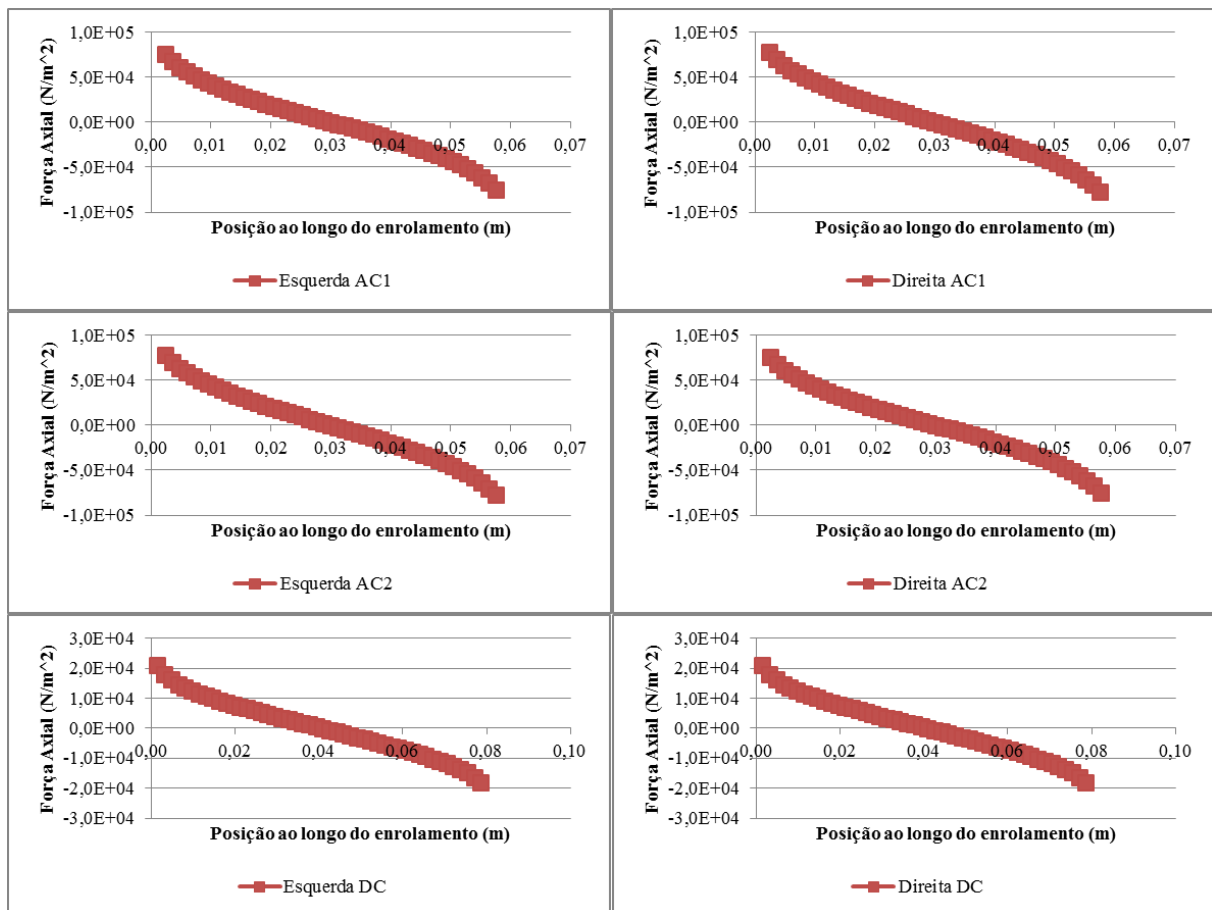 Força Axial (N/m^2)
1,0E+05
5,0E+04
0,0E+00
-5,0E+04
-1,0E+05
0,00 0,01 0,02 0,03 0,04 0,05 0,06 0,07
Posição ao longo do enrolamento (m)
Esquerda AC1
Força Axial (N/m^2)
1,0E+05
5,0E+04
0,0E+00
-5,0E+04
-1,0E+05
0,00 0,01 0,02 0,03 0,04 0,05 0,06 0,07
Posição ao longo do enrolamento (m)
Direita AC1
Força Axial (N/m^2)
1,0E+05
5,0E+04
0,0E+00
-5,0E+04
-1,0E+05
0,00 0,01 0,02 0,03 0,04 0,05 0,06 0,07
Posição ao longo do enrolamento (m)
Esquerda AC2
Força Axial (N/m^2)
1,0E+05
5,0E+04
0,0E+00
-5,0E+04
-1,0E+05
0,00 0,01 0,02 0,03 0,04 0,05 0,06 0,07
Posição ao longo do enrolamento (m)
Direita AC2
Força Axial (N/m^2)
3,0E+04
2,0E+04
1,0E+04
0,0E+00
-1,0E+04
-2,0E+04
-3,0E+04
0,00 0,02 0,04 0,06 0,08 0,10
Posição ao longo do enrolamento (m)
Esquerda DC
Força Axial (N/m^2)
3,0E+04
2,0E+04
1,0E+04
0,0E+00
-1,0E+04
-2,0E+04
-3,0E+04
0,00 0,02 0,04 0,06 0,08 0,10
Posição ao longo do enrolamento (m)
Direita DC